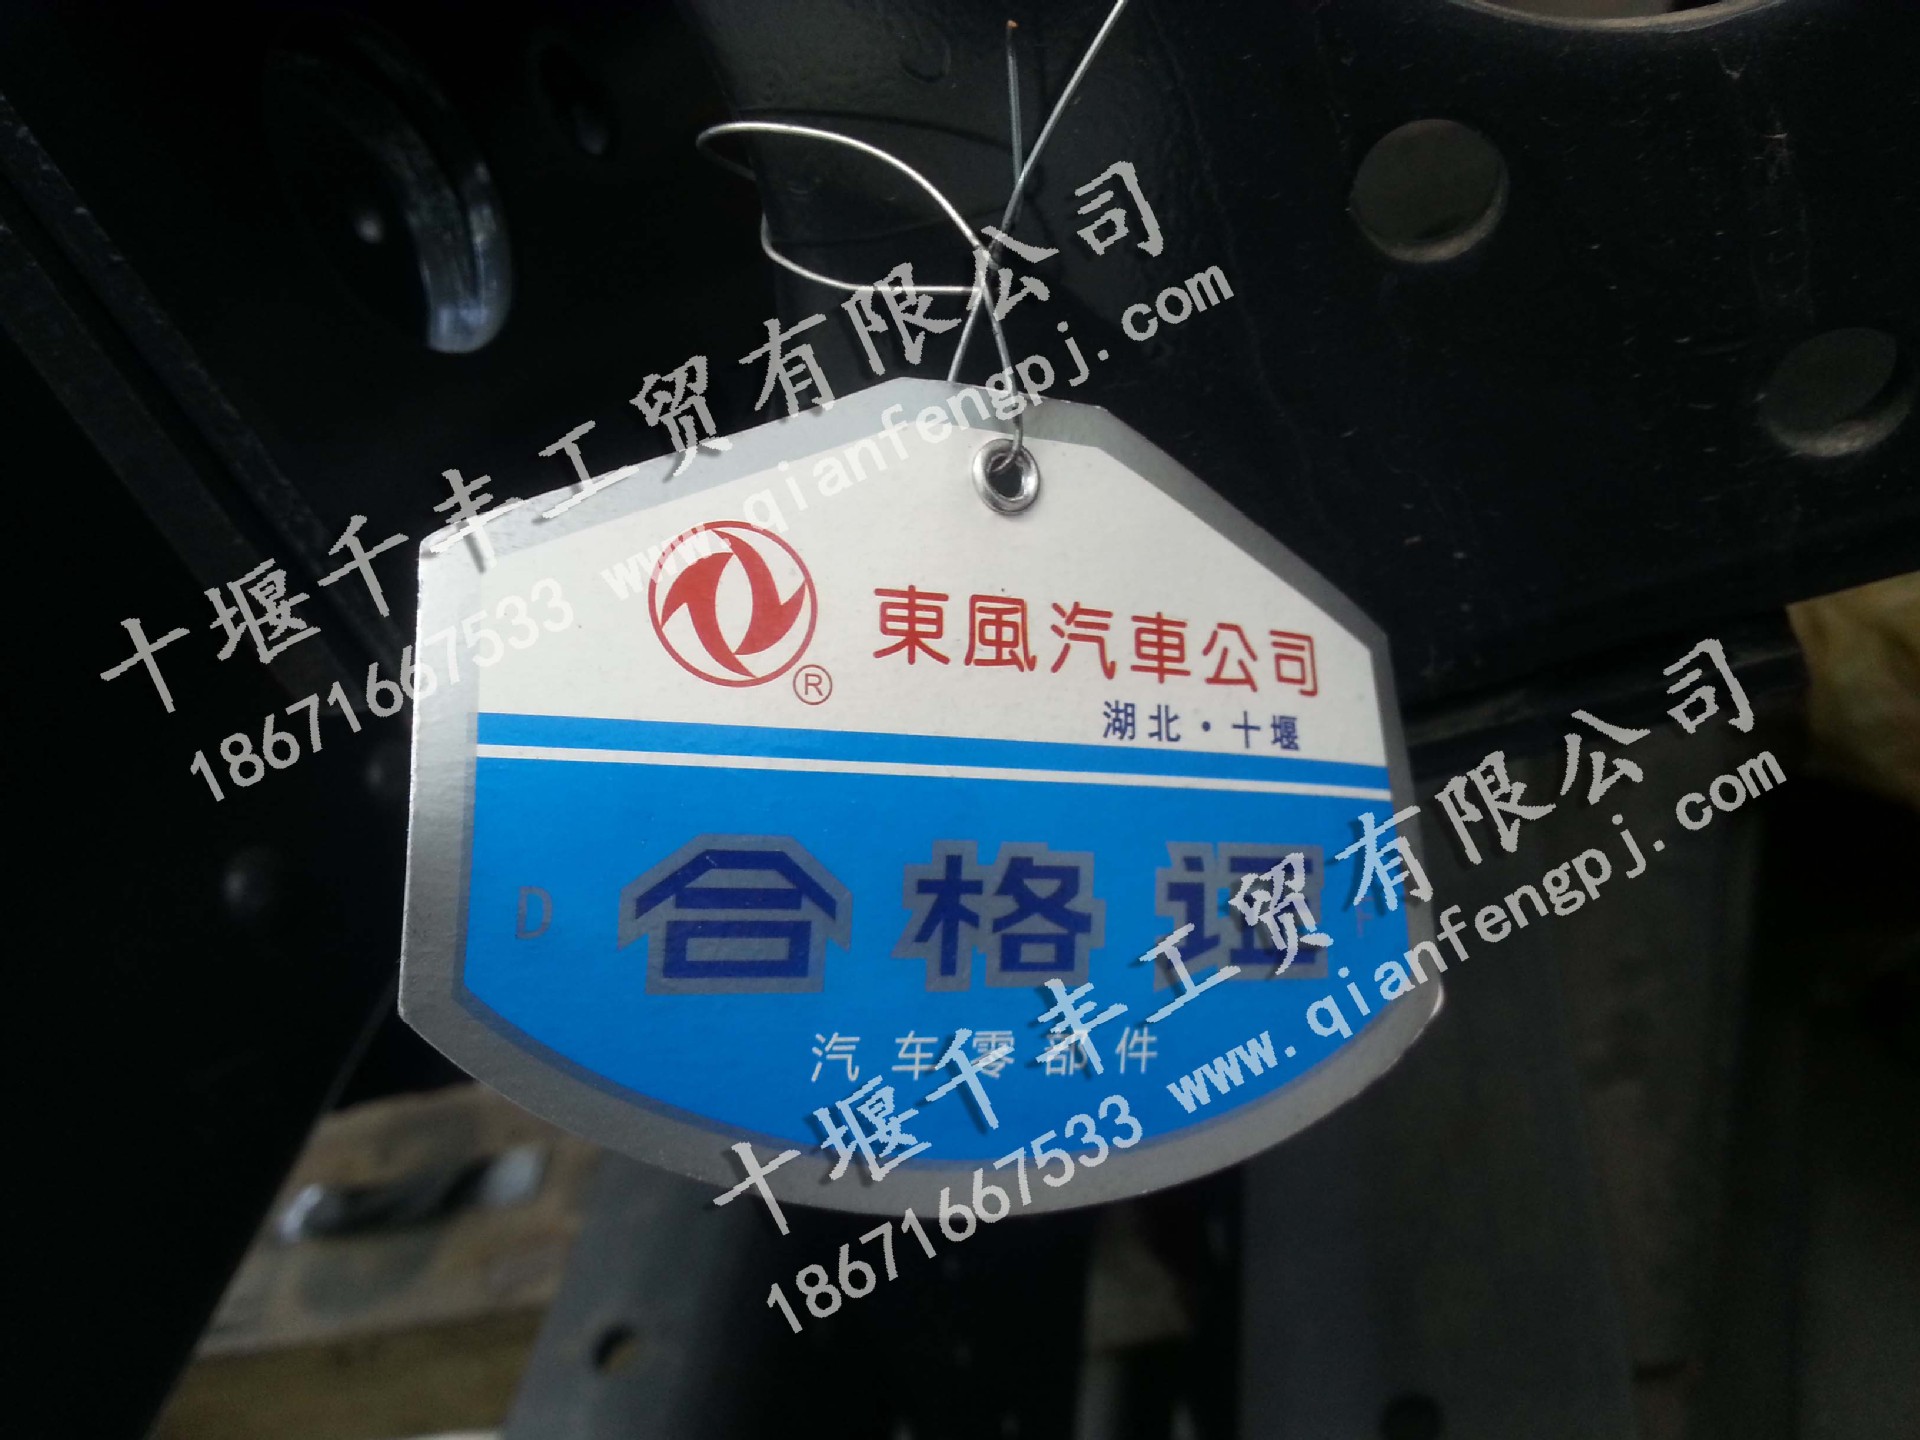 十堰千丰工贸有限公司
18671667533 www.qianfengpj.com
®
東風汽車公司
湖北·十堰
D 合格证 F
汽车零部件
十堰千丰工贸有限公司
18671667533 www.qianfengpj.com